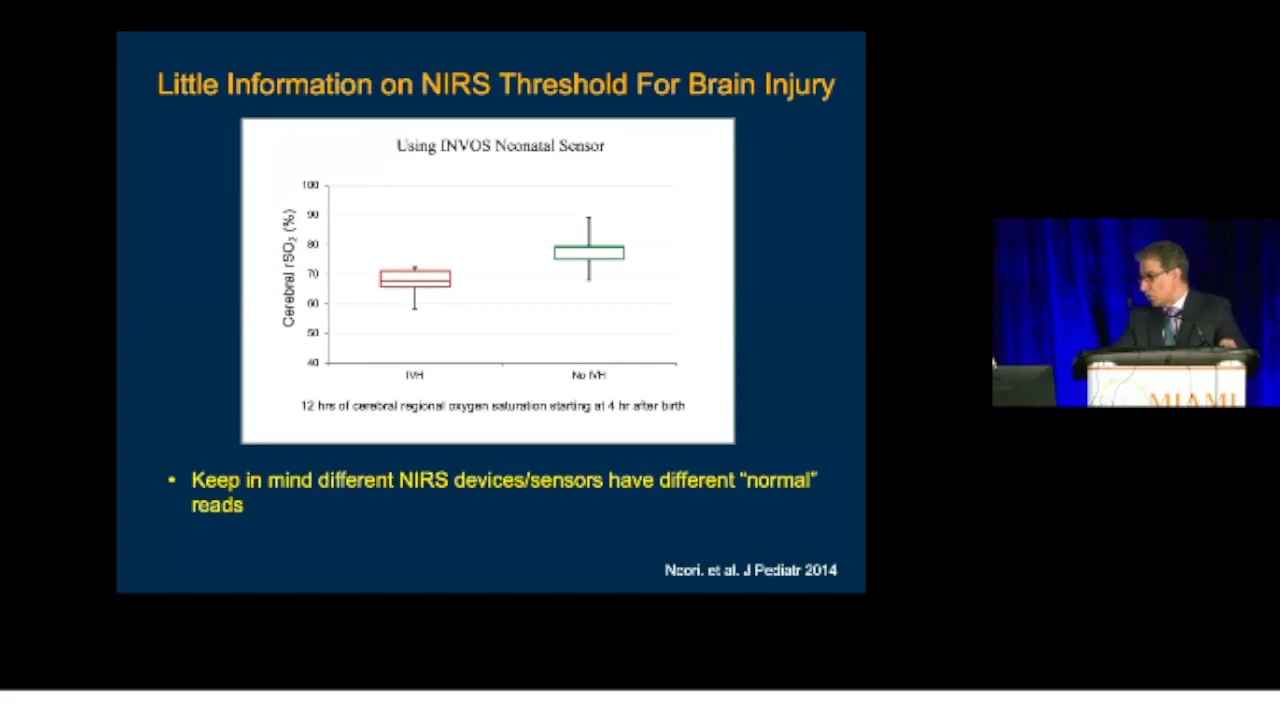 Little Information on NIRS Threshold For Brain Injury
Using INVOS Neonatal Sensor
Cerebral rSO₂ (%)
100
90
80
70
60
50
40
IVH
No IVH
12 hrs of cerebral regional oxygen saturation starting at 4 hr after birth
• Keep in mind different NIRS devices/sensors have different “normal”
reads
Noori. et al. J Pediatr 2014
MIAMI